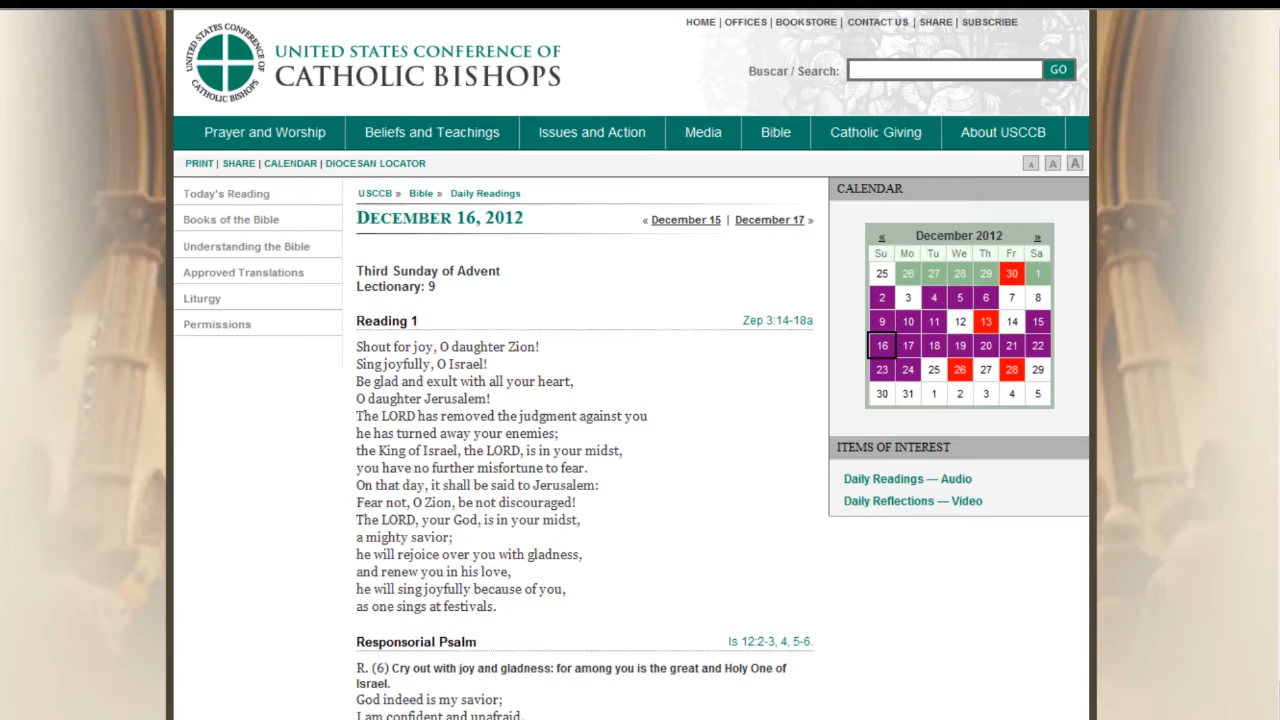 HOME | OFFICES | BOOKSTORE | CONTACT US | SHARE | SUBSCRIBE
UNITED STATES CONFERENCE OF CATHOLIC BISHOPS
UNITED STATES CONFERENCE OF
CATHOLIC BISHOPS
Buscar / Search: GO
Prayer and Worship Beliefs and Teachings Issues and Action Media Bible Catholic Giving About USCCB
PRINT | SHARE | CALENDAR | DIOCESAN LOCATOR
A A A
Today's Reading
Books of the Bible
Understanding the Bible
Approved Translations
Liturgy
Permissions
USCCB » Bible » Daily Readings
DECEMBER 16, 2012
« December 15 | December 17 »
Third Sunday of Advent
Lectionary: 9
Reading 1 Zep 3:14-18a
Shout for joy, O daughter Zion!
Sing joyfully, O Israel!
Be glad and exult with all your heart,
O daughter Jerusalem!
The LORD has removed the judgment against you
he has turned away your enemies;
the King of Israel, the LORD, is in your midst,
you have no further misfortune to fear.
On that day, it shall be said to Jerusalem:
Fear not, O Zion, be not discouraged!
The LORD, your God, is in your midst,
a mighty savior;
he will rejoice over you with gladness,
and renew you in his love,
he will sing joyfully because of you,
as one sings at festivals.
Responsorial Psalm Is 12:2-3, 4, 5-6.
R. (6) Cry out with joy and gladness: for among you is the great and Holy One of
Israel.
God indeed is my savior;
I am confident and unafraid.
CALENDAR
« December 2012 »
Su Mo Tu We Th Fr Sa
25 26 27 28 29 30 1
2 3 4 5 6 7 8
9 10 11 12 13 14 15
16 17 18 19 20 21 22
23 24 25 26 27 28 29
30 31 1 2 3 4 5
ITEMS OF INTEREST
Daily Readings — Audio
Daily Reflections — Video